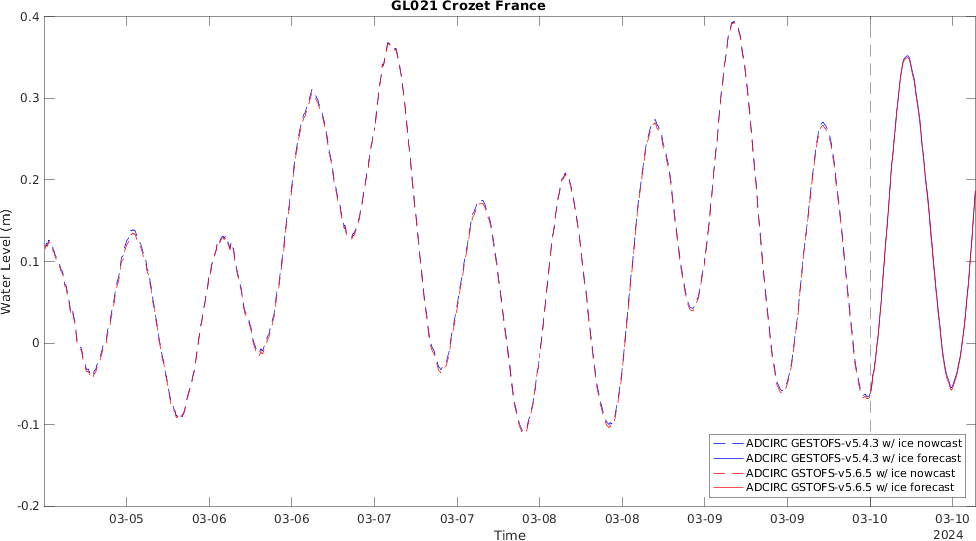 GL021 Crozet France
0.4
0.3
0.2
0.1
0
-0.1
-0.2
Water Level (m)
ADCIRC GESTOFS-v5.4.3 w/ ice nowcast
ADCIRC GESTOFS-v5.4.3 w/ ice forecast
ADCIRC GSTOFS-v5.6.5 w/ ice nowcast
ADCIRC GSTOFS-v5.6.5 w/ ice forecast
03-05 03-06 03-06 03-07 03-07 03-08 03-08 03-09 03-09 03-10 03-10
Time
2024